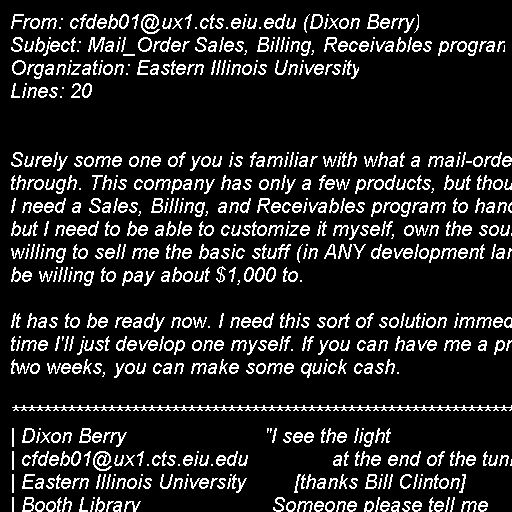 From: cfdeb01@ux1.cts.eiu.edu (Dixon Berry)
Subject: Mail_Order Sales, Billing, Receivables program
Organization: Eastern Illinois University
Lines: 20
Surely some one of you is familiar with what a mail-orde
through. This company has only a few products, but thou
I need a Sales, Billing, and Receivables program to hand
but I need to be able to customize it myself, own the sou
willing to sell me the basic stuff (in ANY development lan
be willing to pay about $1,000 to.
It has to be ready now. I need this sort of solution immed
time I'll just develop one myself. If you can have me a pr
two weeks, you can make some quick cash.
****************************************************************
| Dixon Berry "I see the light
| cfdeb01@ux1.cts.eiu.edu at the end of the tun
| Eastern Illinois University [thanks Bill Clinton]
| Booth Library Someone please tell me